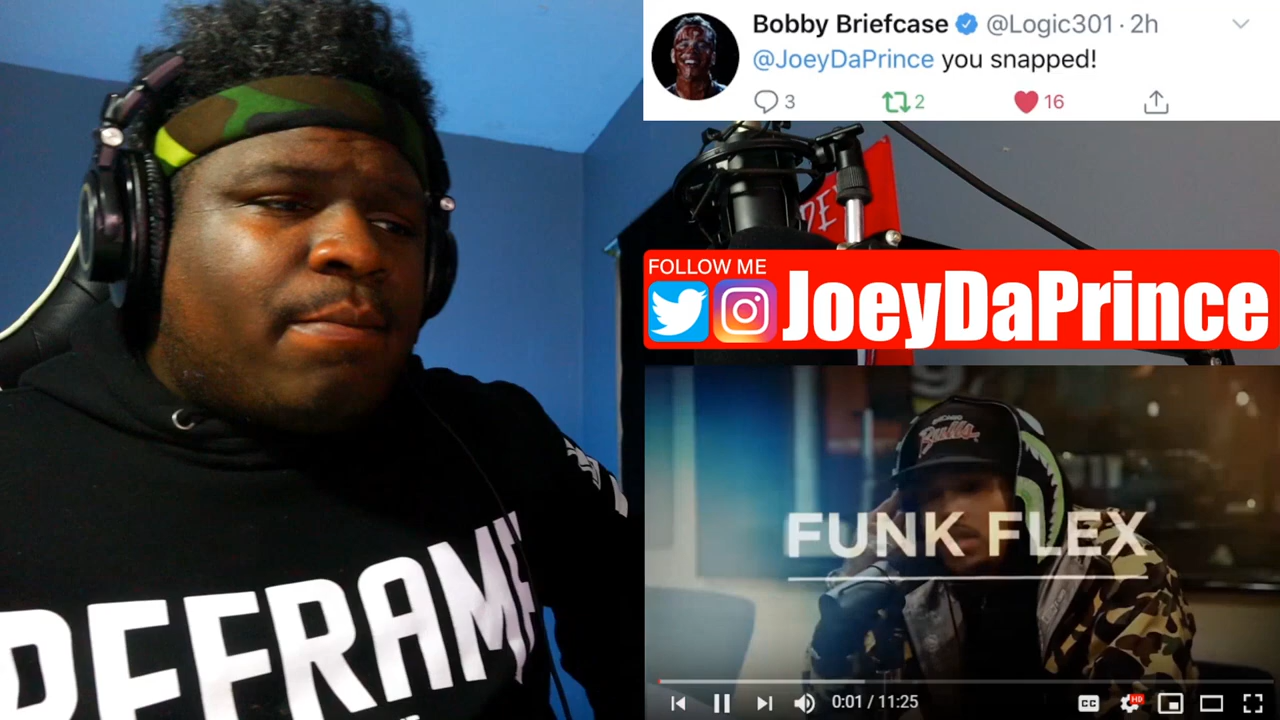 Bobby Briefcase @Logic301 · 2h
@JoeyDaPrince you snapped!
3 2 16
FOLLOW ME
JoeyDaPrince
Bulls
FUNK FLEX
0:01 / 11:25
CC HD